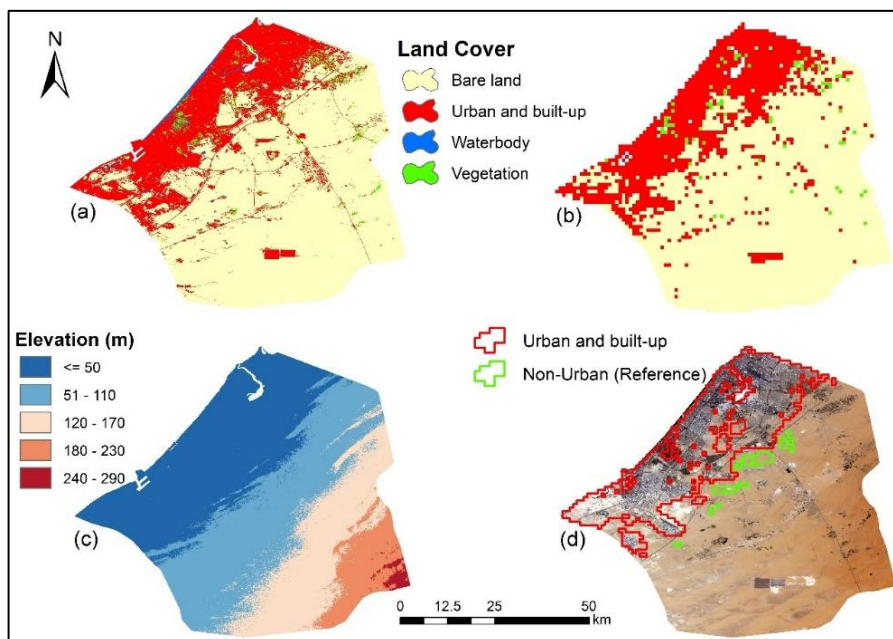 N
Land Cover
Bare land
Urban and built-up
Waterbody
Vegetation
(a)
(b)
Elevation (m)
<= 50
51 - 110
120 - 170
180 - 230
240 - 290
(c)
Urban and built-up
Non-Urban (Reference)
(d)
0 12.5 25 50
km